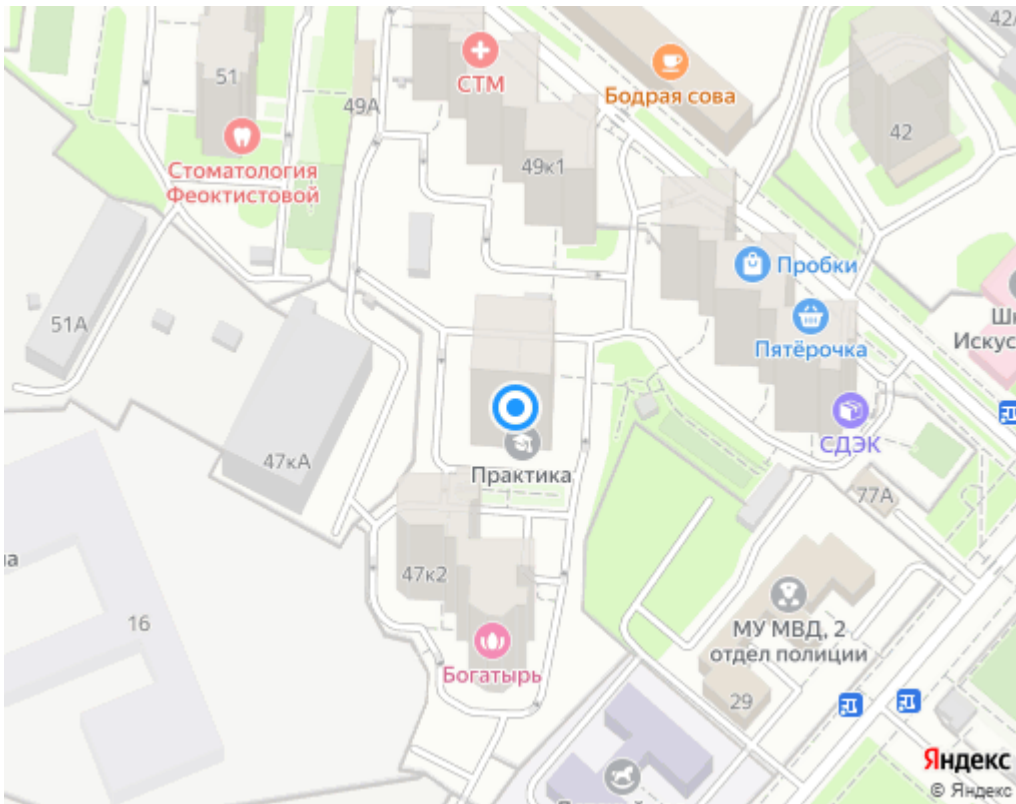 42А
51
СТМ
Бодрая сова
49А
42
Стоматология
Феоктистовой
49к1
Пробки
51А
Пятёрочка
Искус
СДЭК
47кА
Практика
77А
47к2
16
МУ МВД, 2
отдел полиции
Богатырь
29
Яндекс
© Яндекс